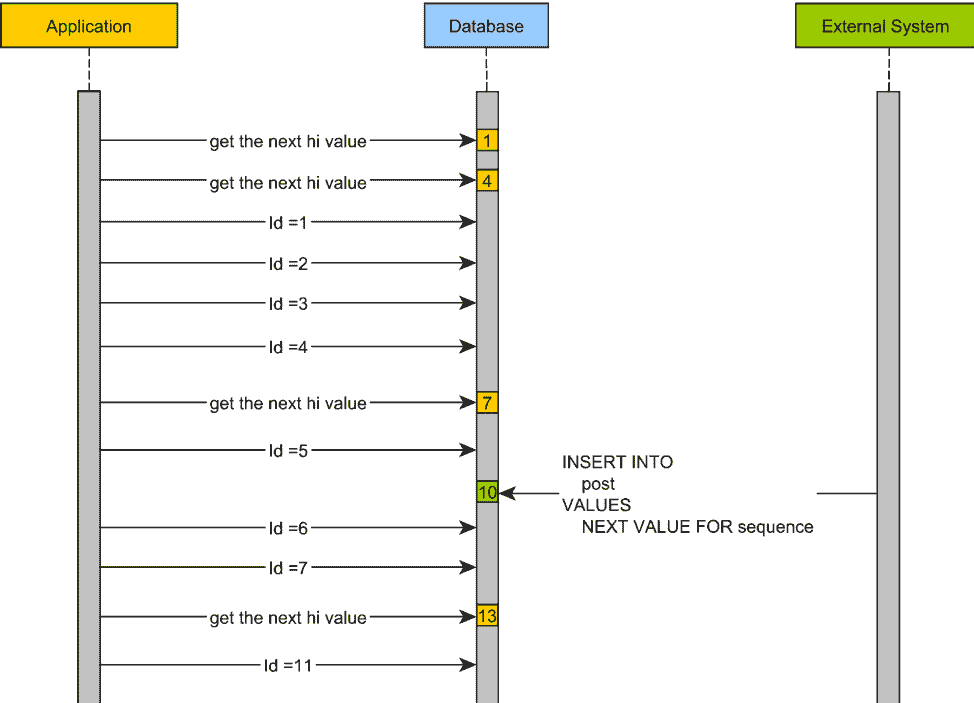 Application
Database
External System
get the next hi value
1
get the next hi value
4
Id =1
Id =2
Id =3
Id =4
get the next hi value
7
Id =5
INSERT INTO
post
VALUES
NEXT VALUE FOR sequence
10
Id =6
Id =7
get the next hi value
13
Id =11